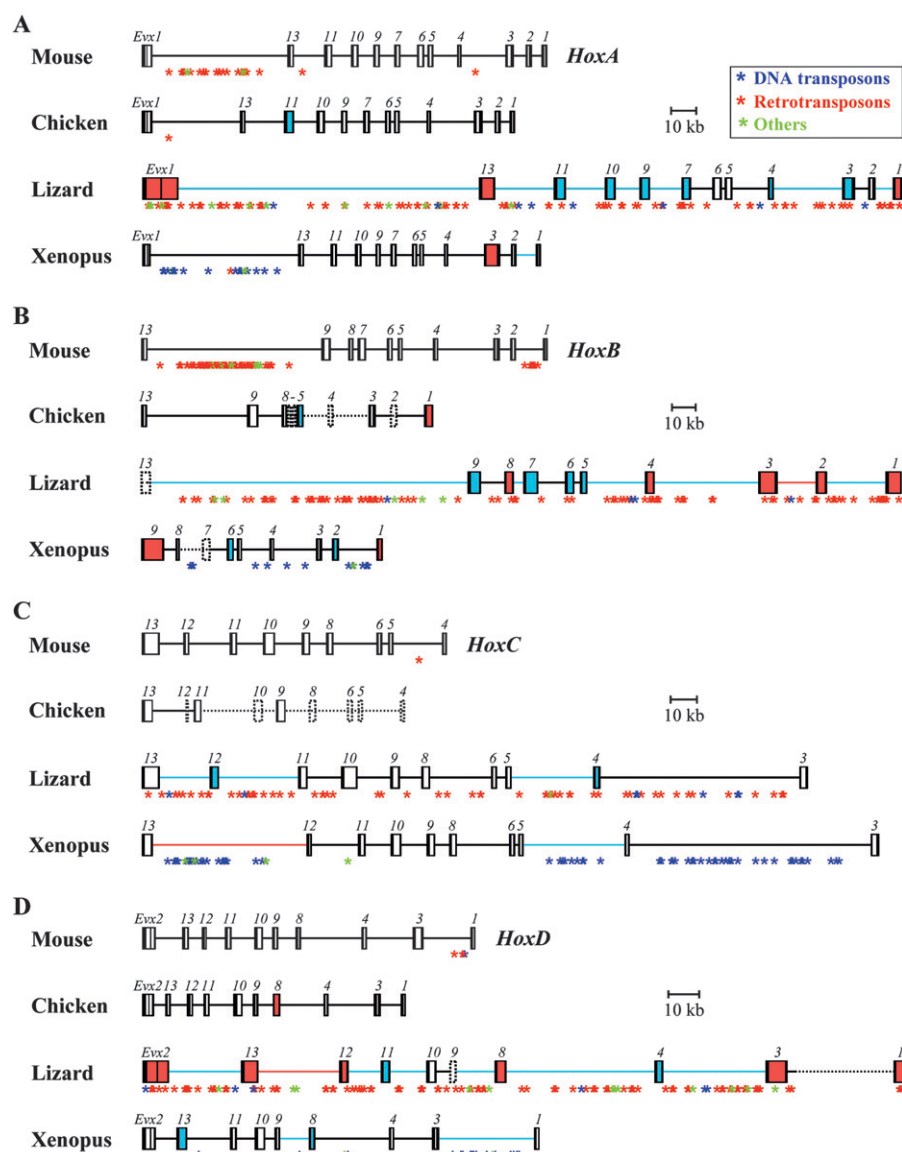 A
Evx1 13 11 10 9 7 6 5 4 3 2 1
Mouse HoxA
* DNA transposons
* Retrotransposons
* Others
Evx1 13 11 10 9 7 6 5 4 3 2 1
Chicken
10 kb
Evx1 13 11 10 9 7 6 5 4 3 2 1
Lizard
Evx1 13 11 10 9 7 6 5 4 3 2 1
Xenopus
B
13 9 8 7 6 5 4 3 2 1
Mouse HoxB
13 9 8 - 5 4 3 2 1
Chicken
10 kb
13 9 8 7 6 5 4 3 2 1
Lizard
9 8 7 6 5 4 3 2 1
Xenopus
C
13 12 11 10 9 8 6 5 4
Mouse HoxC
13 12 11 10 9 8 6 5 4
Chicken
10 kb
13 12 11 10 9 8 6 5 4 3
Lizard
13 12 11 10 9 8 6 5 4 3
Xenopus
D
Evx2 13 12 11 10 9 8 4 3 1
Mouse HoxD
Evx2 13 12 11 10 9 8 4 3 1
Chicken
10 kb
Evx2 13 12 11 10 9 8 4 3 1
Lizard
Evx2 13 11 10 9 8 4 3 1
Xenopus